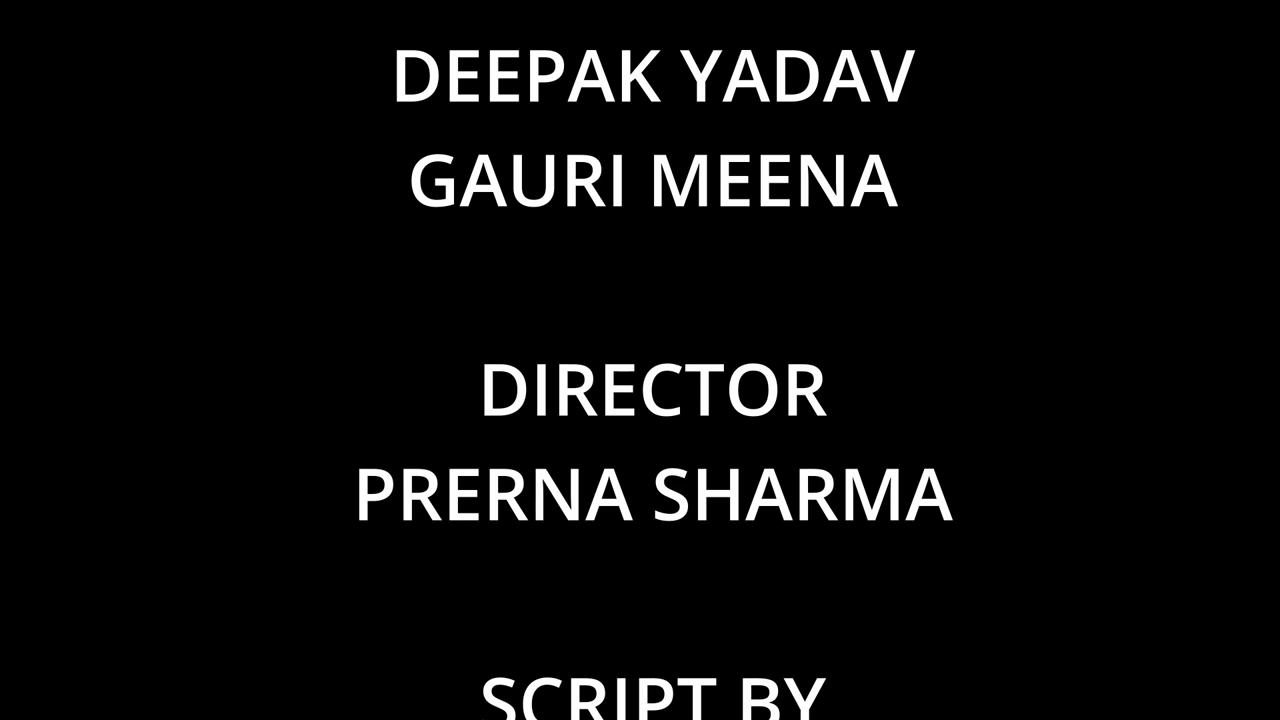 DEEPAK YADAV
GAURI MEENA
DIRECTOR
PRERNA SHARMA
SCRIPT BY